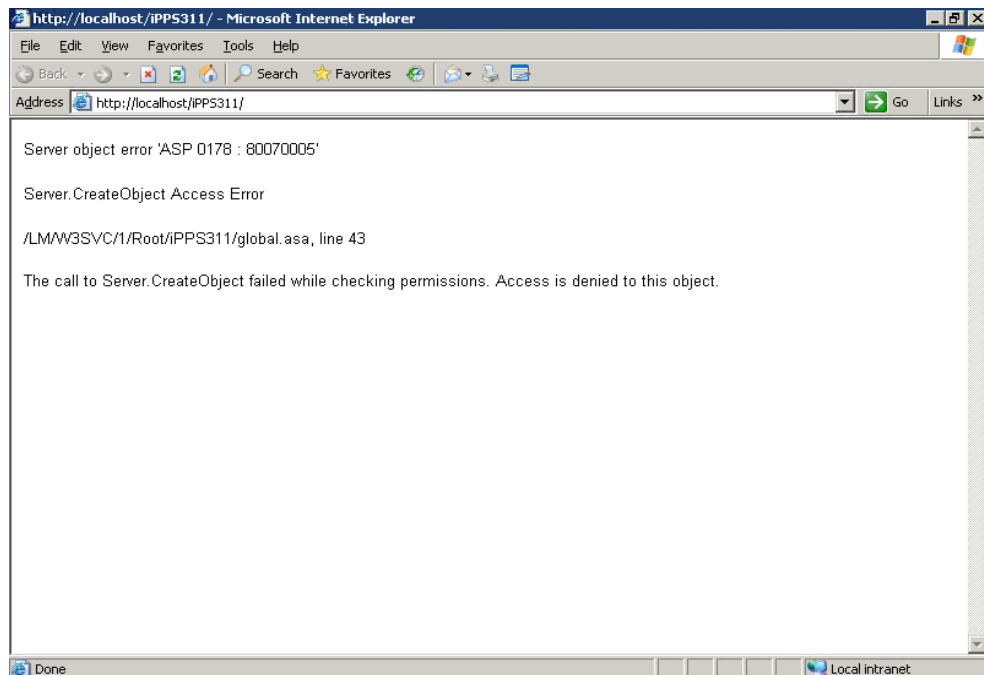 http://localhost/iPPS311/ - Microsoft Internet Explorer
File Edit View Favorites Tools Help
Back Search Favorites
Address http://localhost/iPPS311/ Go Links »
Server object error 'ASP 0178 : 80070005'
Server.CreateObject Access Error
/LM/W3SVC/1/Root/iPPS311/global.asa, line 43
The call to Server.CreateObject failed while checking permissions. Access is denied to this object.
Done Local intranet